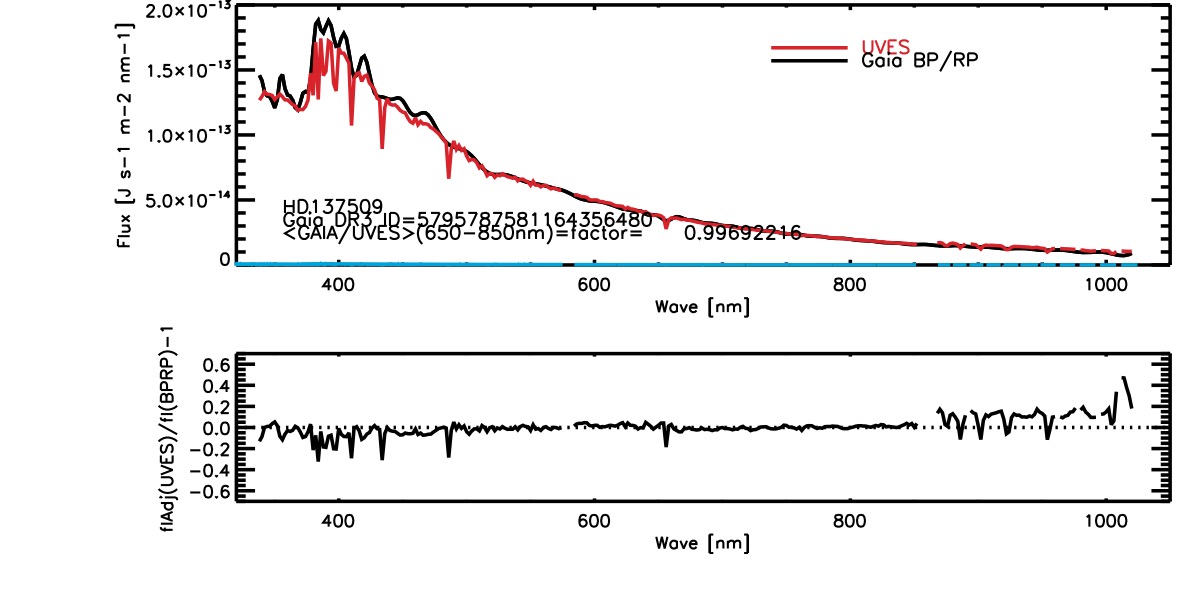 2.0×10−13
1.5×10−13
1.0×10−13
5.0×10−14
0
Flux [J s−1 m−2 nm−1]
UVES
Gaia BP/RP
HD137509
Gaia DR3 ID=5795787581164356480
<GAIA/UVES>(650−850nm)=factor= 0.99692216
400 600 800 1000
Wave [nm]
0.6
0.4
0.2
0.0
−0.2
−0.4
−0.6
flAdj(UVES)/fl(BPRP)−1
400 600 800 1000
Wave [nm]